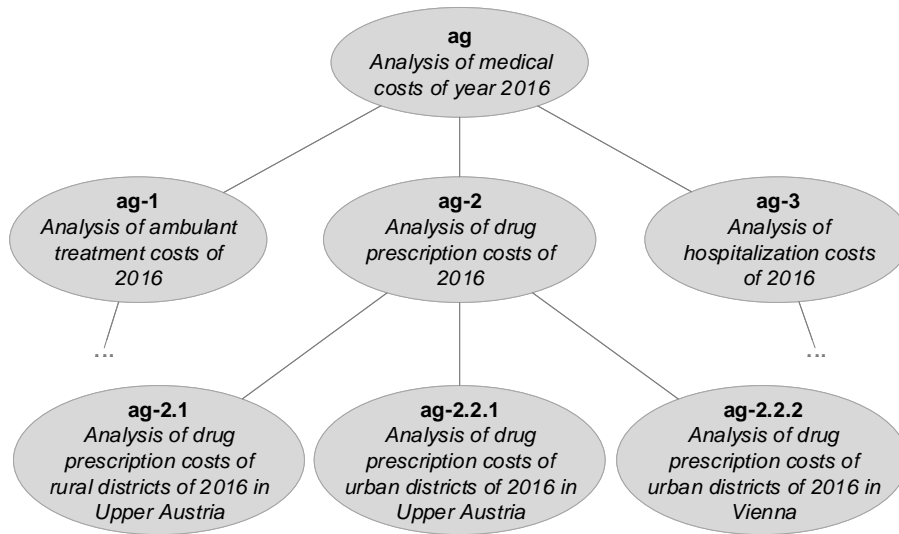 ag
Analysis of medical
costs of year 2016
ag-1
Analysis of ambulant
treatment costs of
2016
ag-2
Analysis of drug
prescription costs of
2016
ag-3
Analysis of
hospitalization costs
of 2016
...
...
ag-2.1
Analysis of drug
prescription costs of
rural districts of 2016 in
Upper Austria
ag-2.2.1
Analysis of drug
prescription costs of
urban districts of 2016 in
Upper Austria
ag-2.2.2
Analysis of drug
prescription costs of
urban districts of 2016 in
Vienna